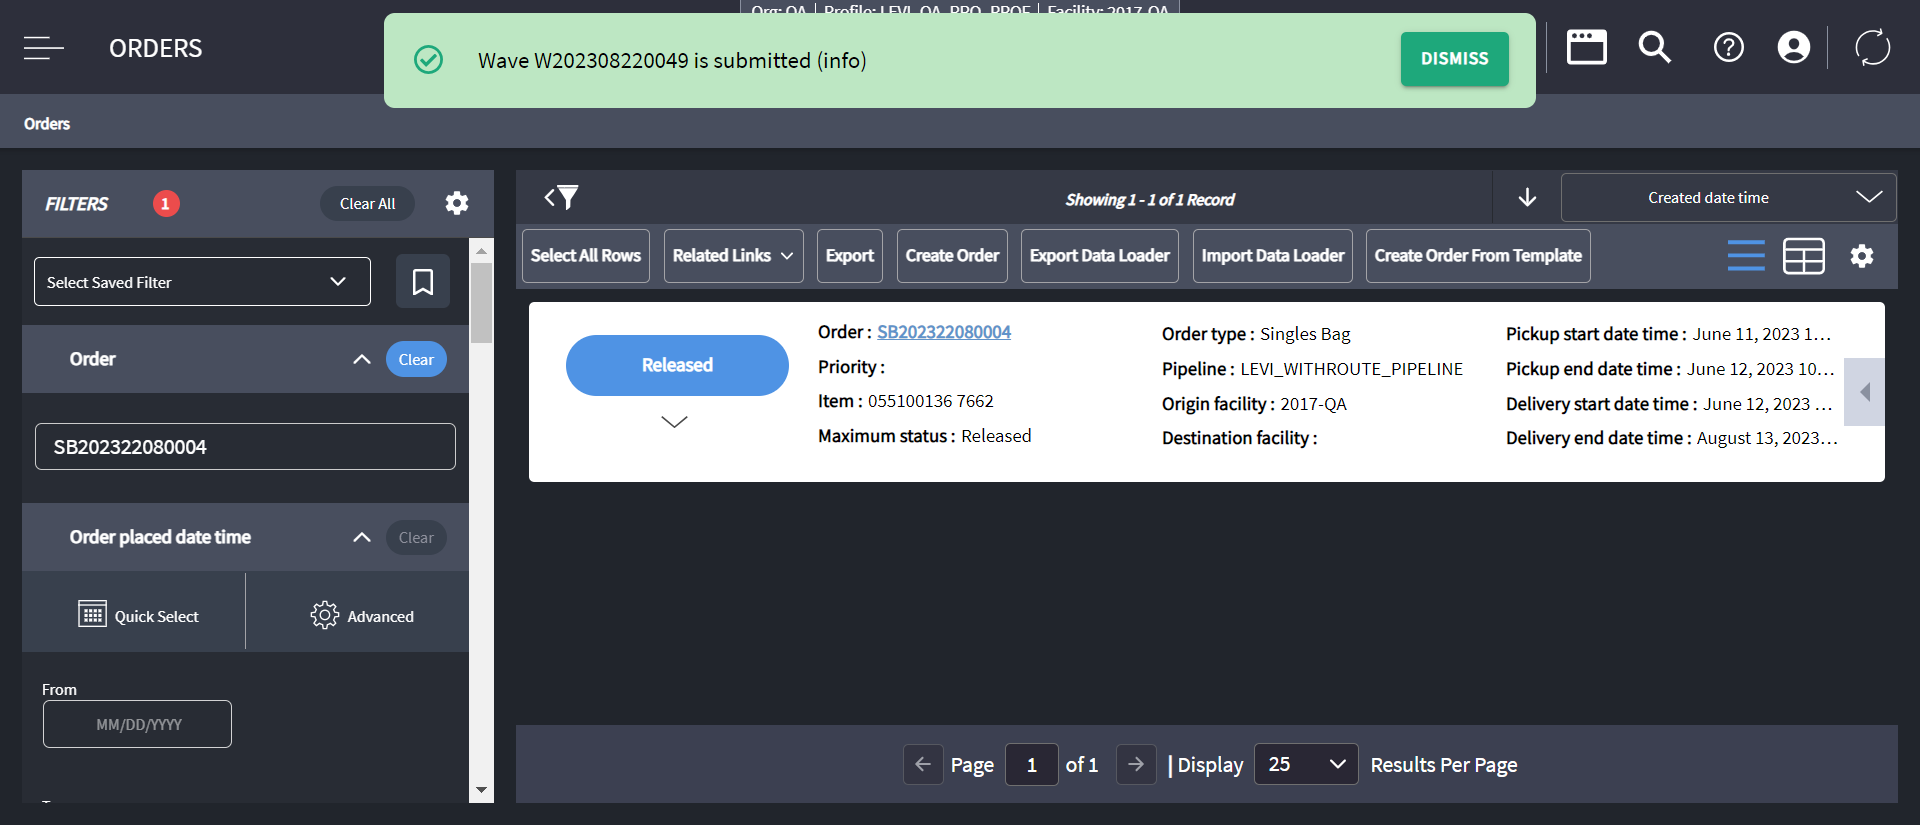 Org: QA | Profile: LEVI_QA_PRO_PROF | Facility: 2017-QA
ORDERS
Wave W202308220049 is submitted (info)
DISMISS
Orders
FILTERS
1
Clear All
Select Saved Filter
Order
Clear
SB202322080004
Order placed date time
Clear
Quick Select
Advanced
From
MM/DD/YYYY
Showing 1 - 1 of 1 Record
Created date time
Select All Rows
Related Links
Export
Create Order
Export Data Loader
Import Data Loader
Create Order From Template
Released
Order : SB202322080004
Priority :
Item : 055100136 7662
Maximum status : Released
Order type : Singles Bag
Pipeline : LEVI_WITHROUTE_PIPELINE
Origin facility : 2017-QA
Destination facility :
Pickup start date time : June 11, 2023 1...
Pickup end date time : June 12, 2023 10...
Delivery start date time : June 12, 2023 ...
Delivery end date time : August 13, 2023...
Page 1 of 1 | Display 25 Results Per Page